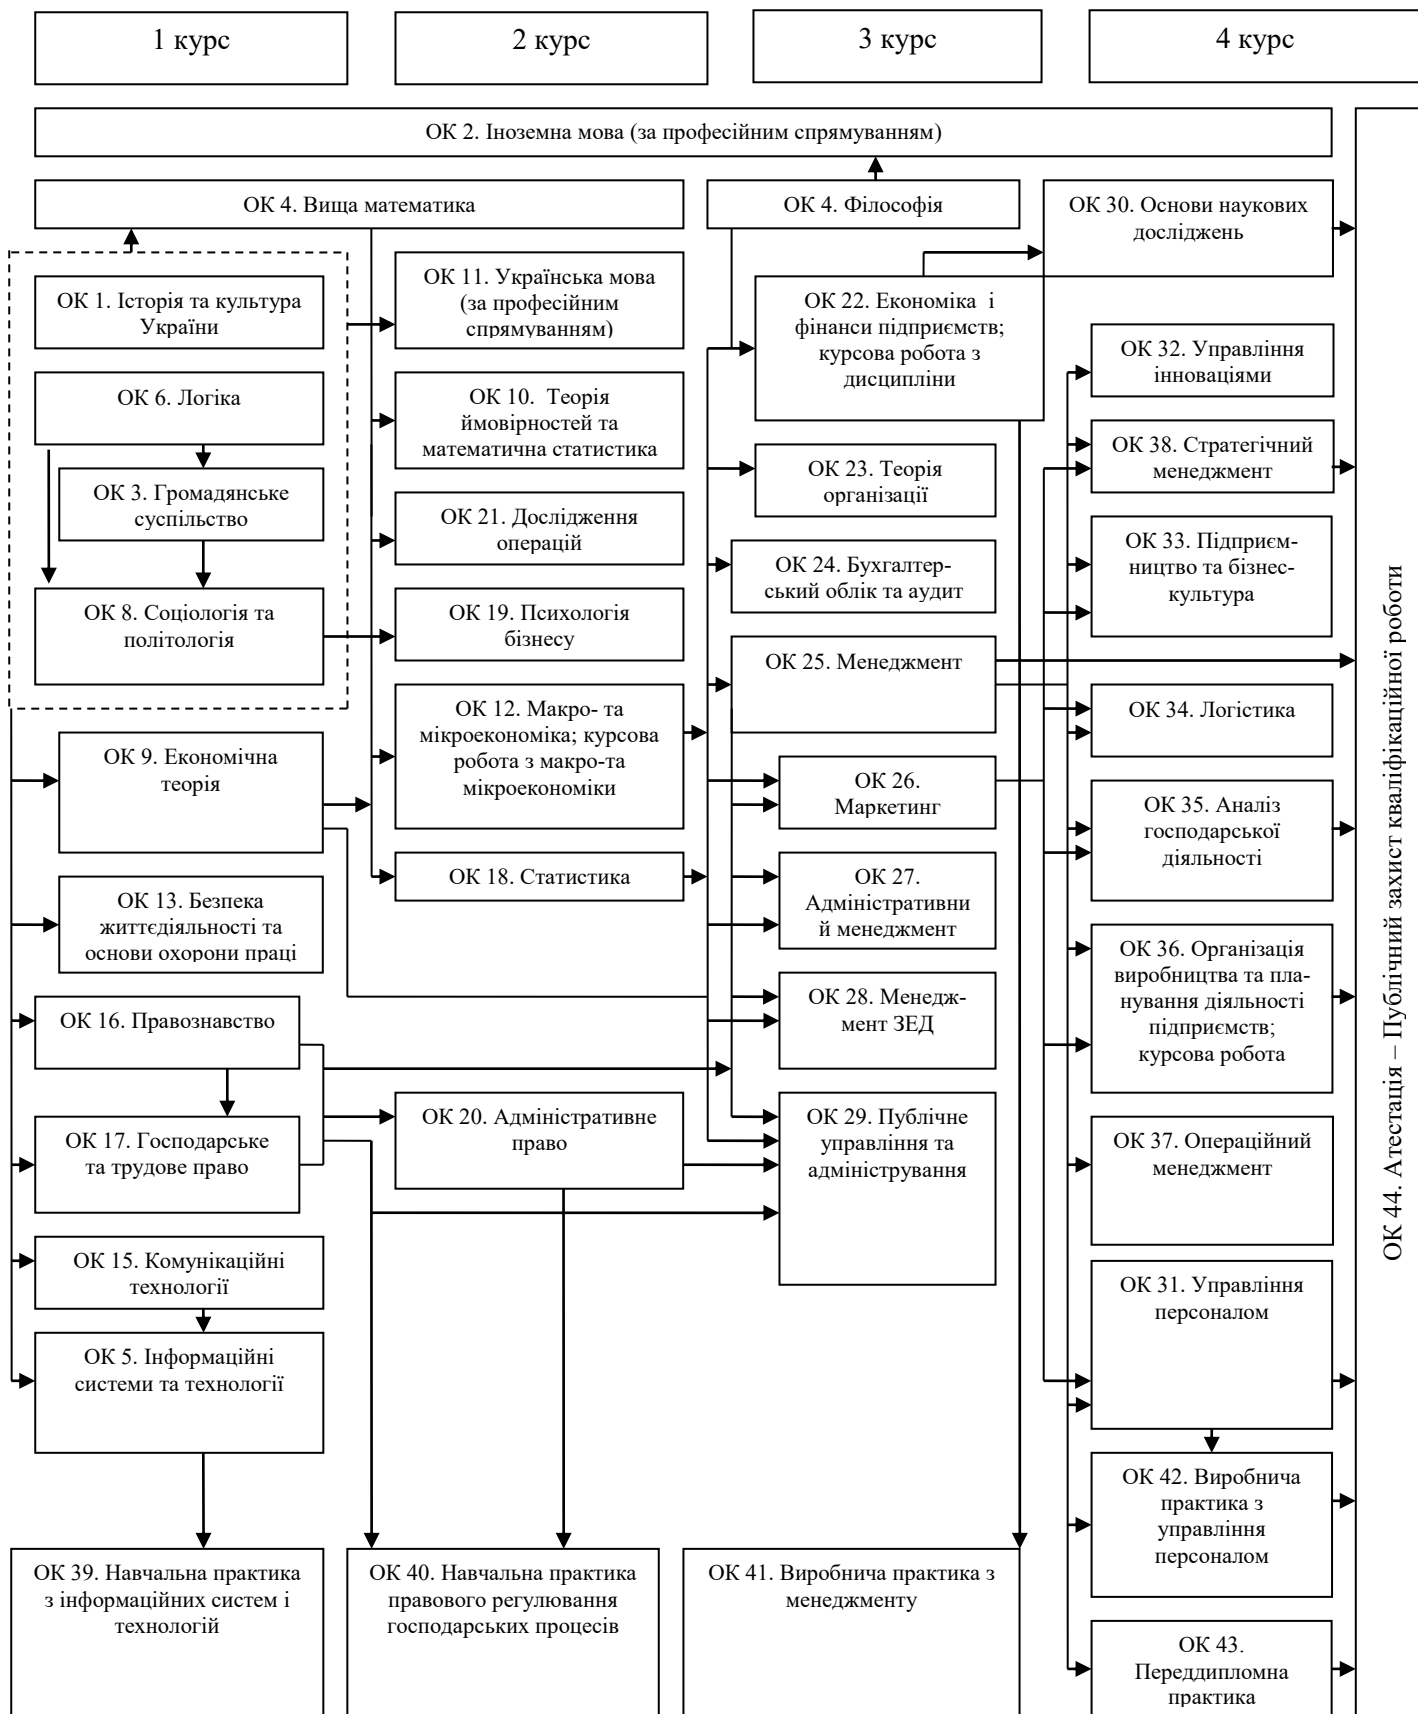 1 курс
2 курс
3 курс
4 курс
ОК 2. Іноземна мова (за професійним спрямуванням)
ОК 4. Вища математика
ОК 4. Філософія
ОК 30. Основи наукових
досліджень
ОК 1. Історія та культура
України
ОК 11. Українська мова
(за професійним
спрямуванням)
ОК 22. Економіка і
фінанси підприємств;
курсова робота з
дисципліни
ОК 32. Управління
інноваціями
ОК 6. Логіка
ОК 10. Теорія
ймовірностей та
математична статистика
ОК 38. Стратегічний
менеджмент
ОК 23. Теорія
організації
ОК 3. Громадянське
суспільство
ОК 21. Дослідження
операцій
ОК 24. Бухгалтер-
ський облік та аудит
ОК 33. Підприєм-
ництво та бізнес-
культура
ОК 8. Соціологія та
політологія
ОК 19. Психологія
бізнесу
ОК 25. Менеджмент
ОК 34. Логістика
ОК 9. Економічна
теорія
ОК 12. Макро- та
мікроекономіка; курсова
робота з макро-та
мікроекономіки
ОК 26.
Маркетинг
ОК 35. Аналіз
господарської
діяльності
ОК 13. Безпека
життєдіяльності та
основи охорони праці
ОК 18. Статистика
ОК 27.
Адміністративни
й менеджмент
ОК 36. Організація
виробництва та пла-
нування діяльності
підприємств;
курсова робота
ОК 16. Правознавство
ОК 28. Менедж-
мент ЗЕД
ОК 17. Господарське
та трудове право
ОК 20. Адміністративне
право
ОК 29. Публічне
управління та
адміністрування
ОК 37. Операційний
менеджмент
ОК 15. Комунікаційні
технології
ОК 31. Управління
персоналом
ОК 5. Інформаційні
системи та технології
ОК 42. Виробнича
практика з
управління
персоналом
ОК 39. Навчальна практика
з інформаційних систем і
технологій
ОК 40. Навчальна практика
правового регулювання
господарських процесів
ОК 41. Виробнича практика з
менеджменту
ОК 43.
Переддипломна
практика
ОК 44. Атестація – Публічний захист кваліфікаційної роботи